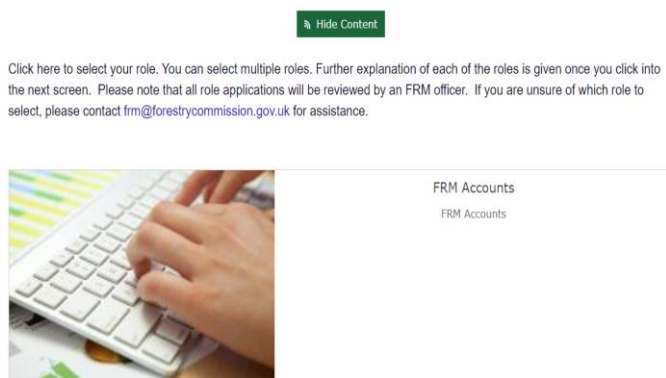 Hide Content
Click here to select your role. You can select multiple roles. Further explanation of each of the roles is given once you click into
the next screen. Please note that all role applications will be reviewed by an FRM officer. If you are unsure of which role to
select, please contact frm@forestrycommission.gov.uk for assistance.
FRM Accounts
FRM Accounts